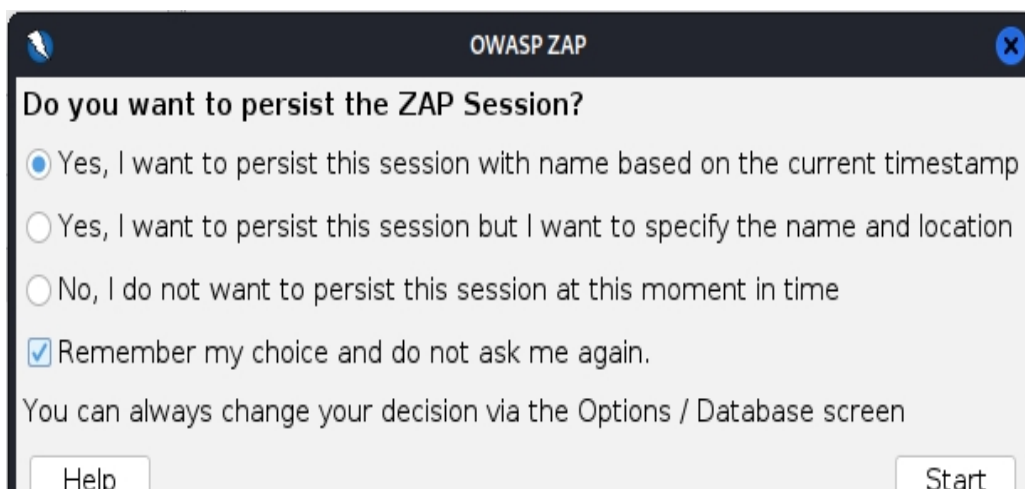 OWASP ZAP
Do you want to persist the ZAP Session?
Yes, I want to persist this session with name based on the current timestamp
Yes, I want to persist this session but I want to specify the name and location
No, I do not want to persist this session at this moment in time
Remember my choice and do not ask me again.
You can always change your decision via the Options / Database screen
Help Start